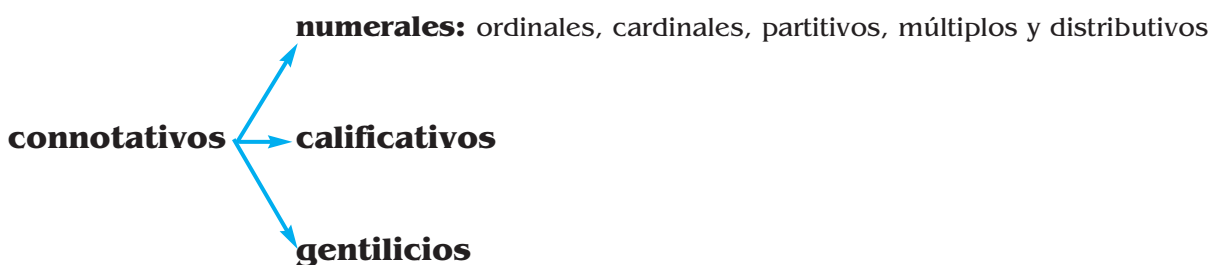 numerales: ordinales, cardinales, partitivos, múltiplos y distributivos
connotativos
calificativos
gentilicios